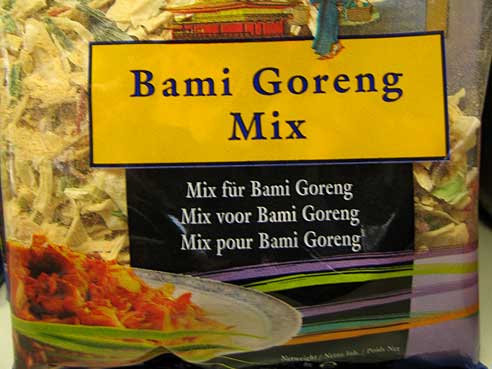 Bami Goreng
Mix
Mix für Bami Goreng
Mix voor Bami Goreng
Mix pour Bami Goreng
Netweight / Netto Inh. / Poids Net